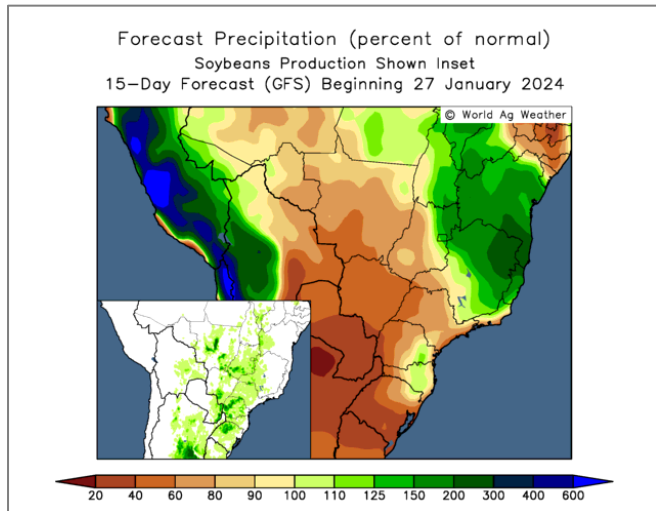 Forecast Precipitation (percent of normal)
Soybeans Production Shown Inset
15-Day Forecast (GFS) Beginning 27 January 2024
© World Ag Weather
20 40 60 80 90 100 110 125 150 200 300 400 600